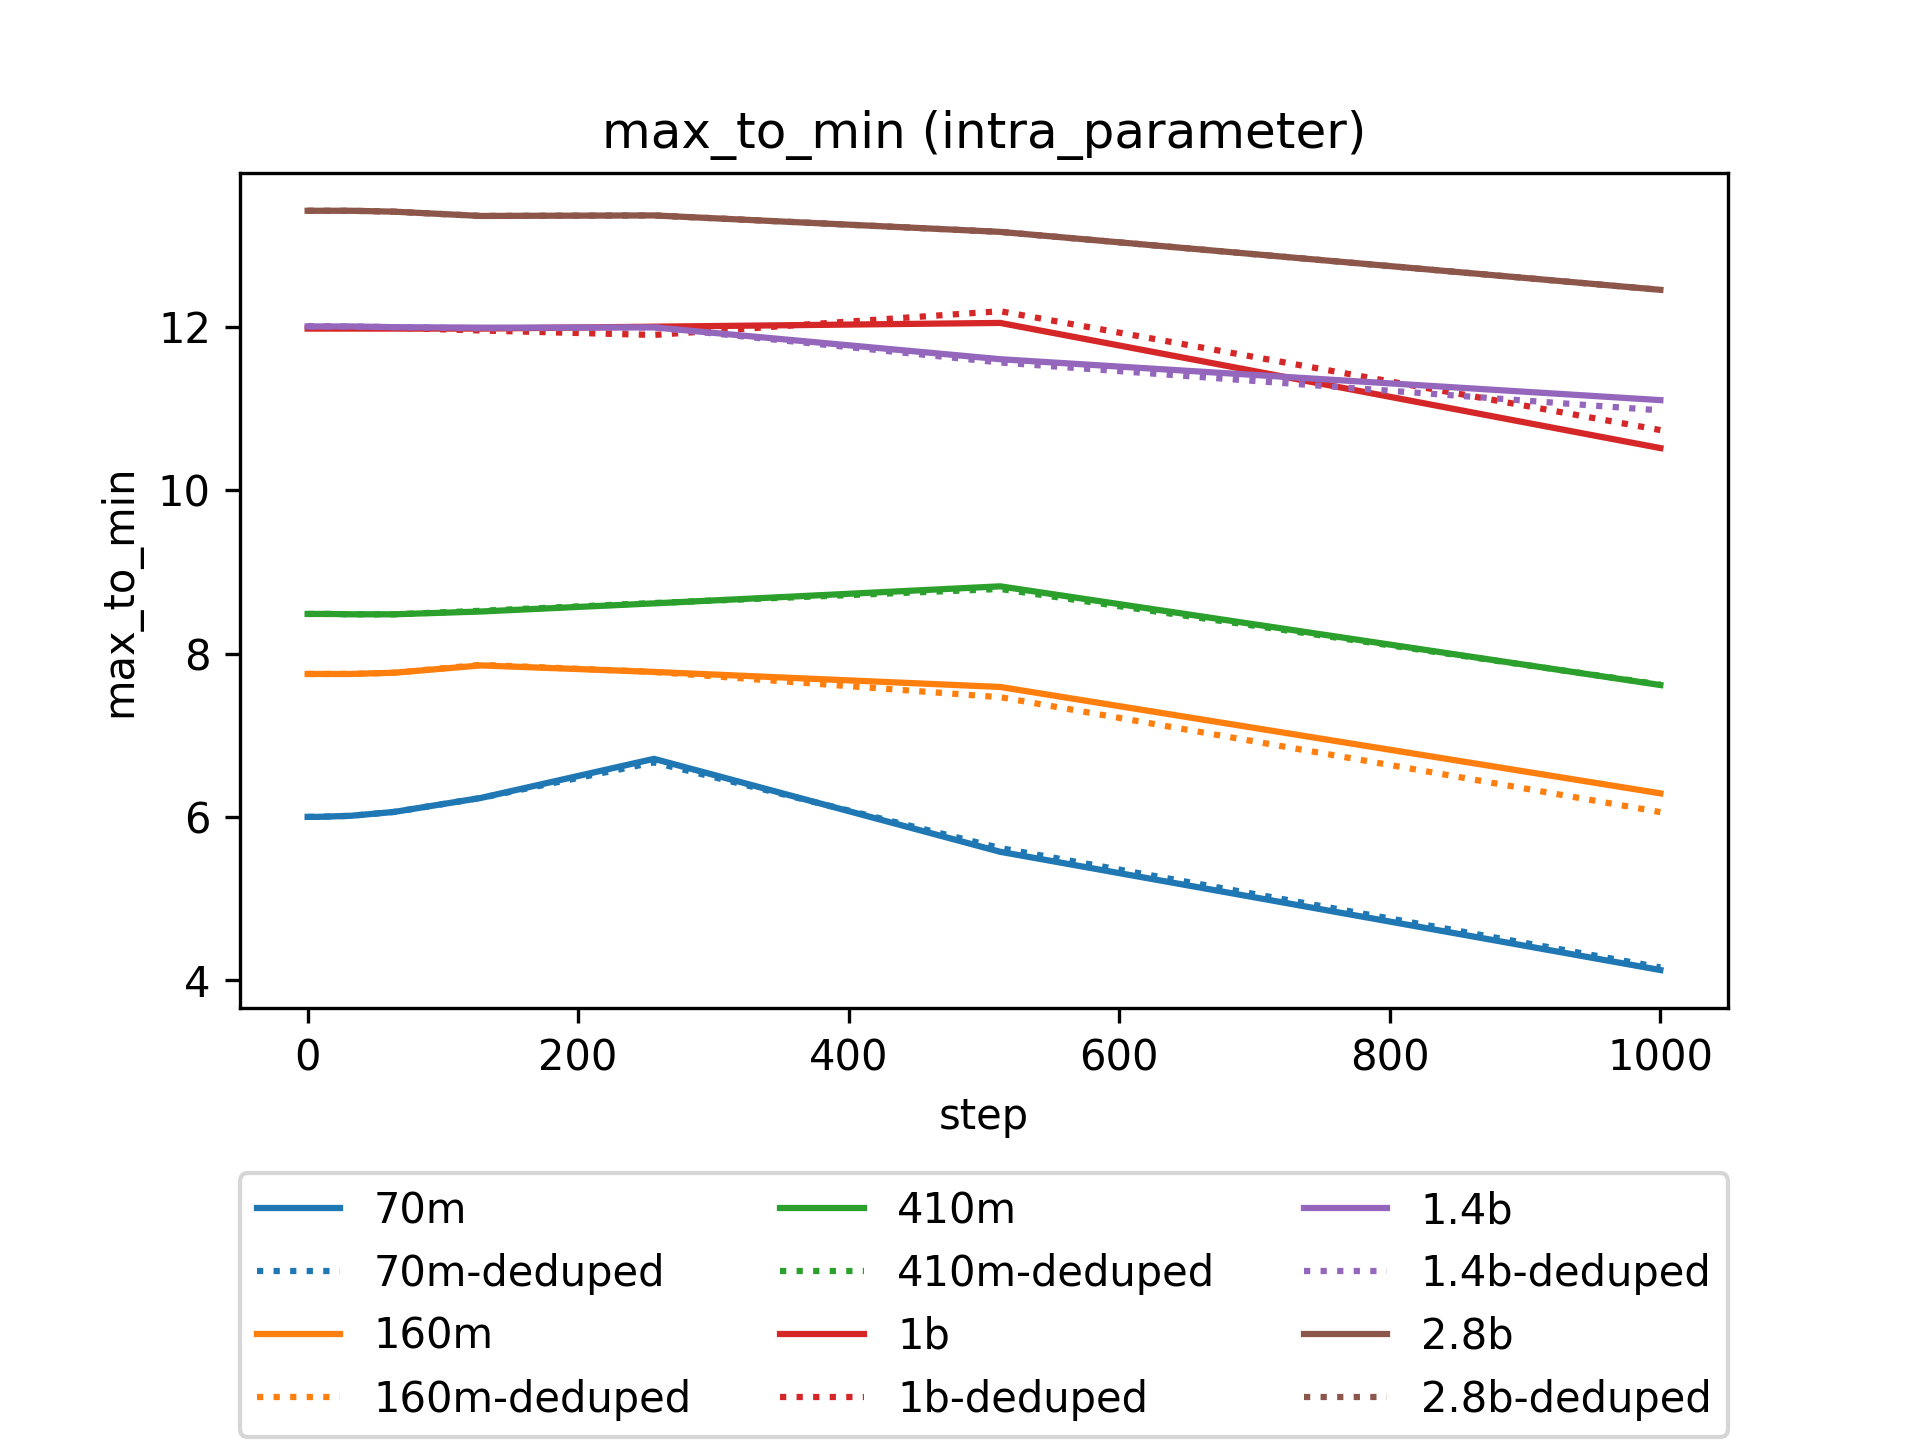 max_to_min (intra_parameter)
max_to_min
12
10
8
6
4
0 200 400 600 800 1000
step
70m
70m-deduped
160m
160m-deduped
410m
410m-deduped
1b
1b-deduped
1.4b
1.4b-deduped
2.8b
2.8b-deduped